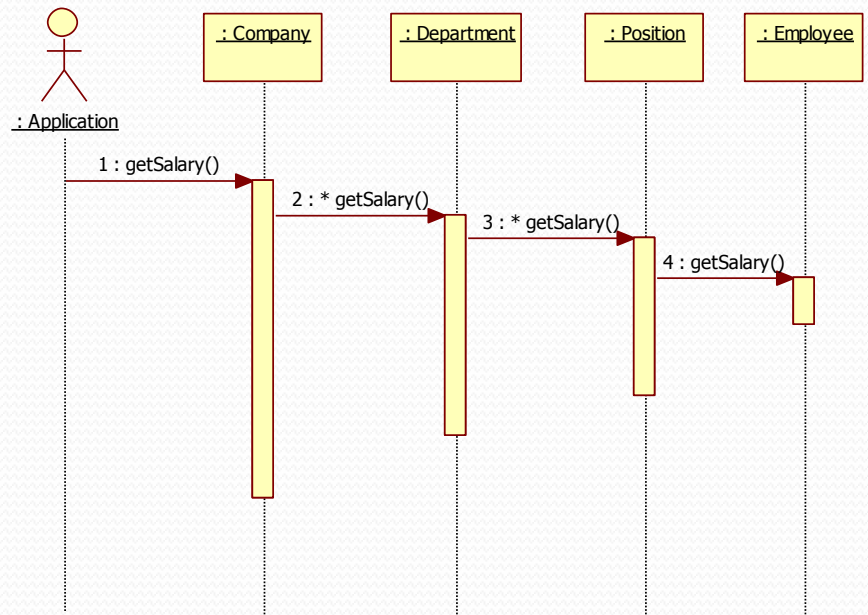 : Company
: Department
: Position
: Employee
: Application
1 : getSalary()
2 : * getSalary()
3 : * getSalary()
4 : getSalary()